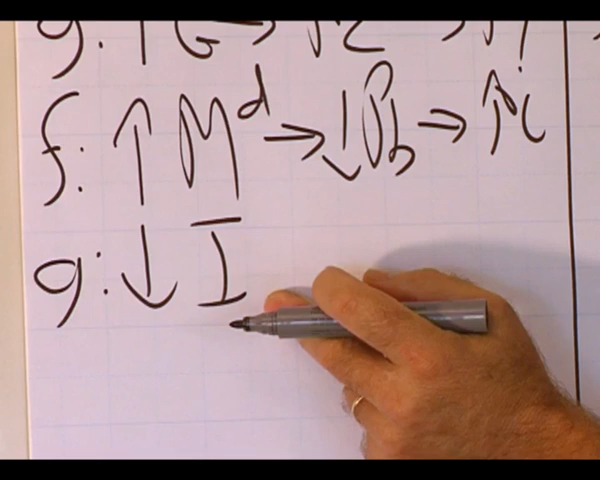 f: ↑ M^d → ↓ P_b → ↑ i
g: ↓ Ī